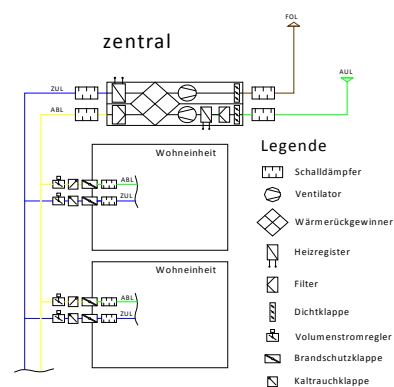 FOL
zentral
AUL
ZUL
ABL
Wohneinheit
ABL
ZUL
Wohneinheit
ABL
ZUL
Legende
Schalldämpfer
Ventilator
Wärmerückgewinner
Heizregister
Filter
Dichtklappe
Volumenstromregler
Brandschutzklappe
Kaltrauchklappe